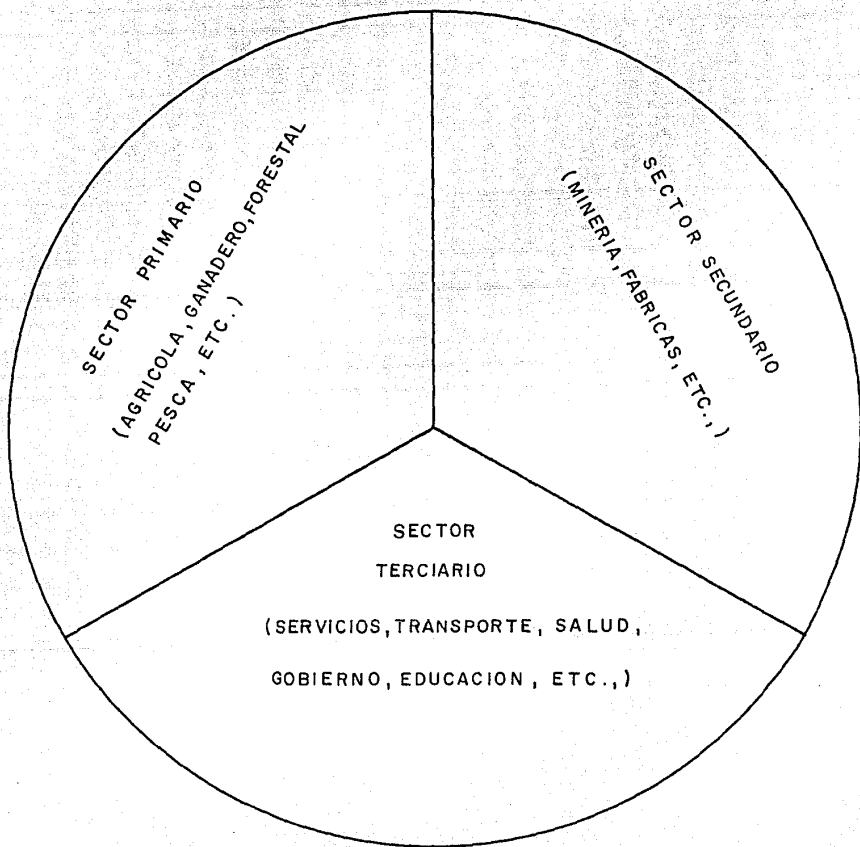 SECTOR PRIMARIO
(AGRICOLA, GANADERO, FORESTAL
PESCA, ETC.)
SECTOR SECUNDARIO
(MINERIA, FABRICAS, ETC.,)
SECTOR
TERCIARIO
(SERVICIOS, TRANSPORTE, SALUD,
GOBIERNO, EDUCACION, ETC.,)